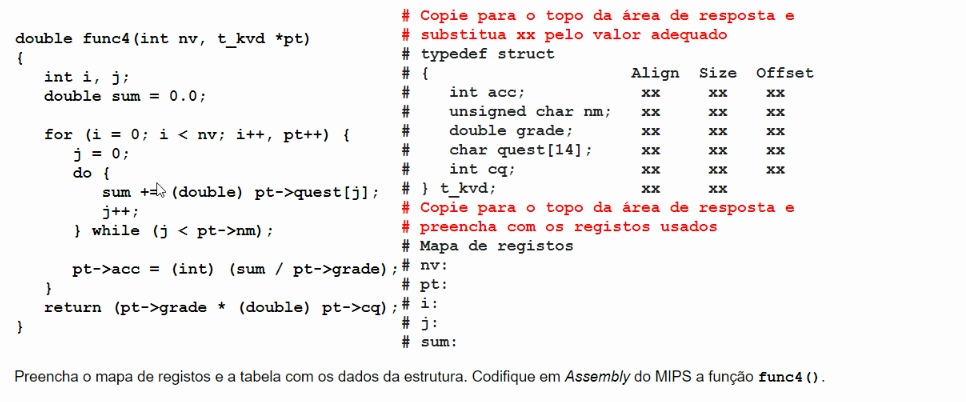 double func4(int nv, t_kvd *pt)
{
   int i, j;
   double sum = 0.0;

   for (i = 0; i < nv; i++, pt++) {
      j = 0;
      do {
         sum += (double) pt->quest[j];
         j++;
      } while (j < pt->nm);

      pt->acc = (int) (sum / pt->grade);
   }
   return (pt->grade * (double) pt->cq);
}
# Copie para o topo da área de resposta e
# substitua xx pelo valor adequado
# typedef struct
# {                     Align  Size  Offset
#    int acc;            xx     xx     xx
#    unsigned char nm;   xx     xx     xx
#    double grade;       xx     xx     xx
#    char quest[14];     xx     xx     xx
#    int cq;             xx     xx     xx
# } t_kvd;               xx     xx
# Copie para o topo da área de resposta e
# preencha com os registos usados
# Mapa de registos
# nv:
# pt:
# i:
# j:
# sum:
Preencha o mapa de registos e a tabela com os dados da estrutura. Codifique em Assembly do MIPS a função func4().